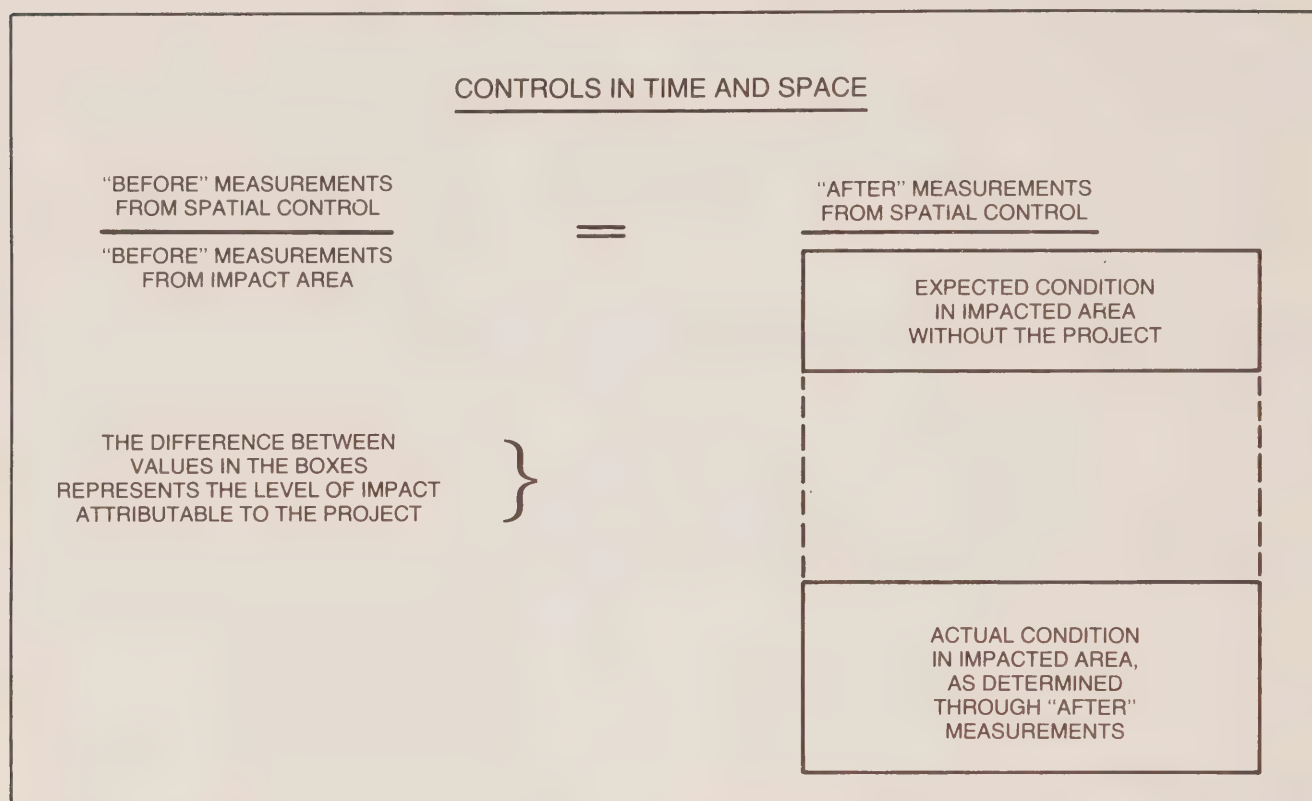 CONTROLS IN TIME AND SPACE
"BEFORE" MEASUREMENTS
FROM SPATIAL CONTROL
"BEFORE" MEASUREMENTS
FROM IMPACT AREA
=
"AFTER" MEASUREMENTS
FROM SPATIAL CONTROL
EXPECTED CONDITION
IN IMPACTED AREA
WITHOUT THE PROJECT
THE DIFFERENCE BETWEEN
VALUES IN THE BOXES
REPRESENTS THE LEVEL OF IMPACT
ATTRIBUTABLE TO THE PROJECT
}
ACTUAL CONDITION
IN IMPACTED AREA,
AS DETERMINED
THROUGH "AFTER"
MEASUREMENTS